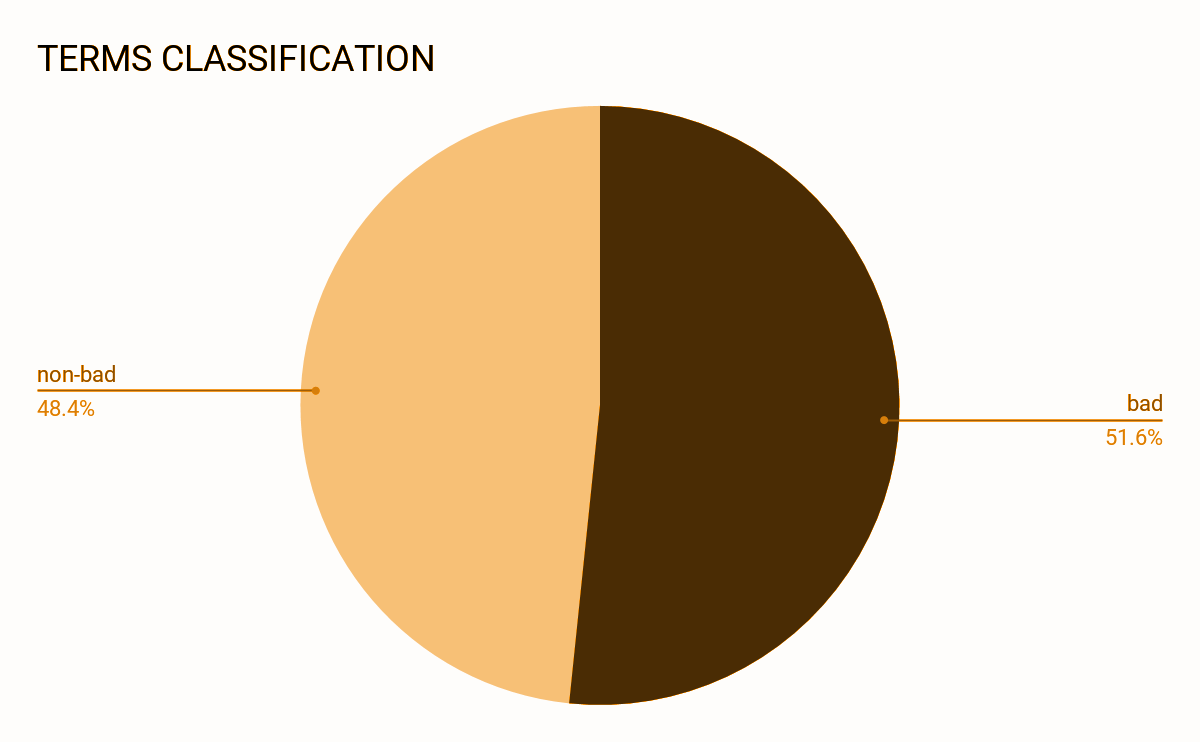 TERMS CLASSIFICATION
non-bad
48.4%
bad
51.6%